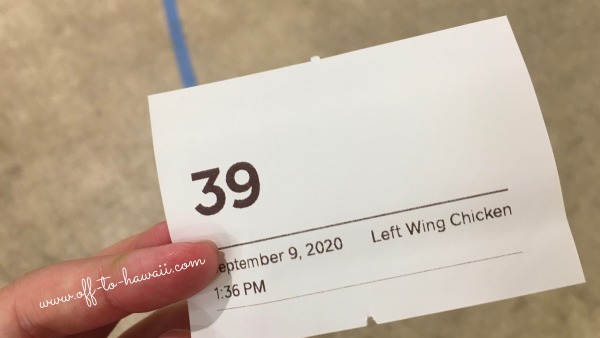 39
eptember 9, 2020 Left Wing Chicken
1:36 PM
www.off-to-hawaii.com